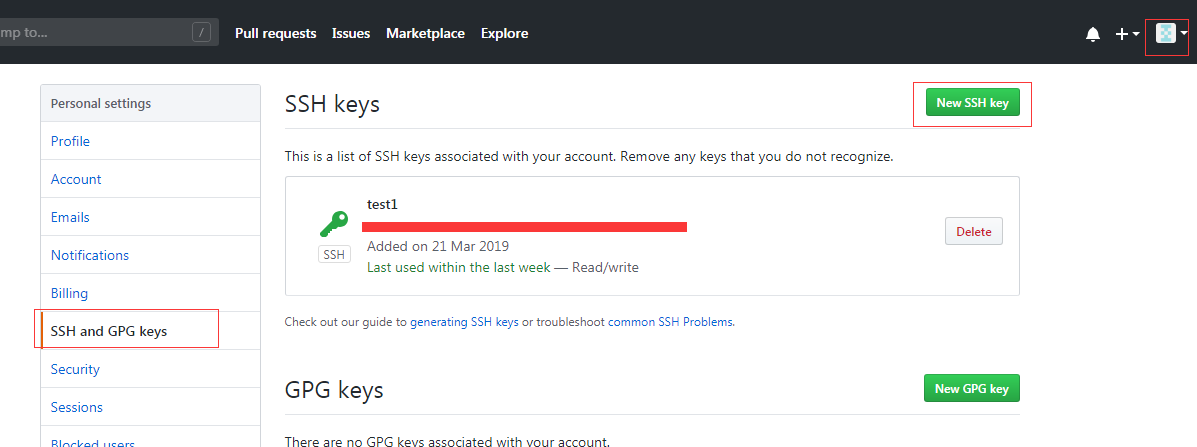 mp to... /
Pull requests Issues Marketplace Explore
Personal settings
Profile
Account
Emails
Notifications
Billing
SSH and GPG keys
Security
Sessions
Blocked users
SSH keys
New SSH key
This is a list of SSH keys associated with your account. Remove any keys that you do not recognize.
test1
SSH
Added on 21 Mar 2019
Last used within the last week — Read/write
Delete
Check out our guide to generating SSH keys or troubleshoot common SSH Problems.
GPG keys
New GPG key
There are no GPG keys associated with your account.